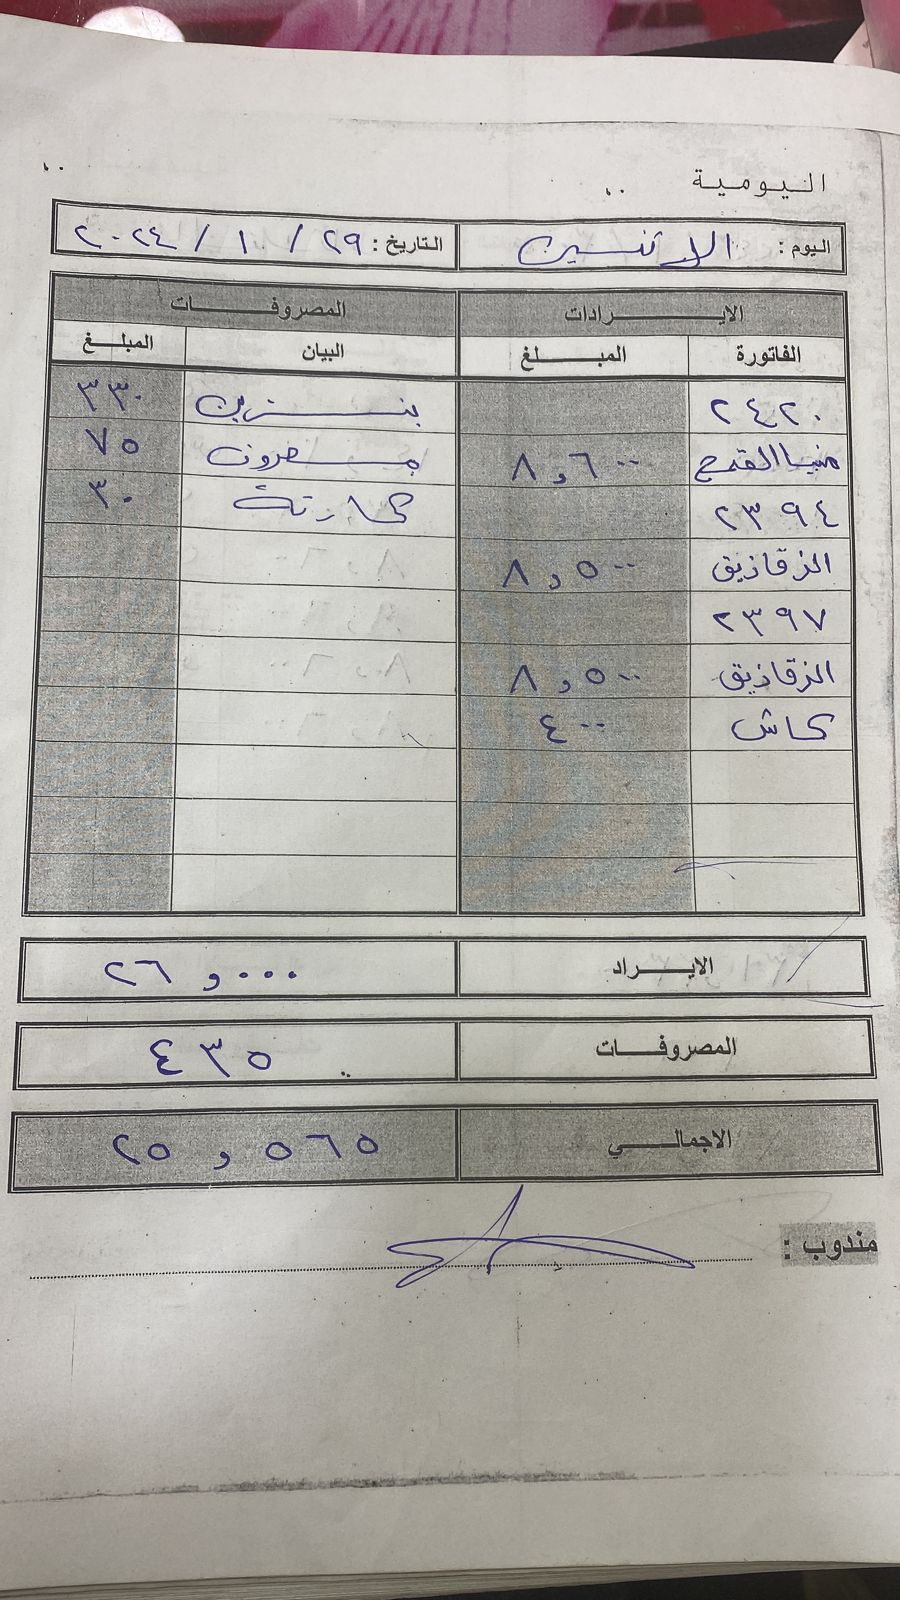 اليومية
اليوم : الاثنين التاريخ : ٢٩ / ١ / ٢٠٢٤
الايرادات المصروفات
الفاتورة المبلغ البيان المبلغ
٢٤٢٠ بنزين ٣٣٠
منيا القمح ٨,٦٠٠ مصروف ٧٥
٢٣٩٤ كارتة ٣٠
الزقازيق ٨,٥٠٠
٢٣٩٧
الزقازيق ٨,٥٠٠
كاش ٤٠٠
الايراد ٢٦,٠٠٠
المصروفات ٤٣٥
الاجمالي ٢٥,٥٦٥
مندوب :